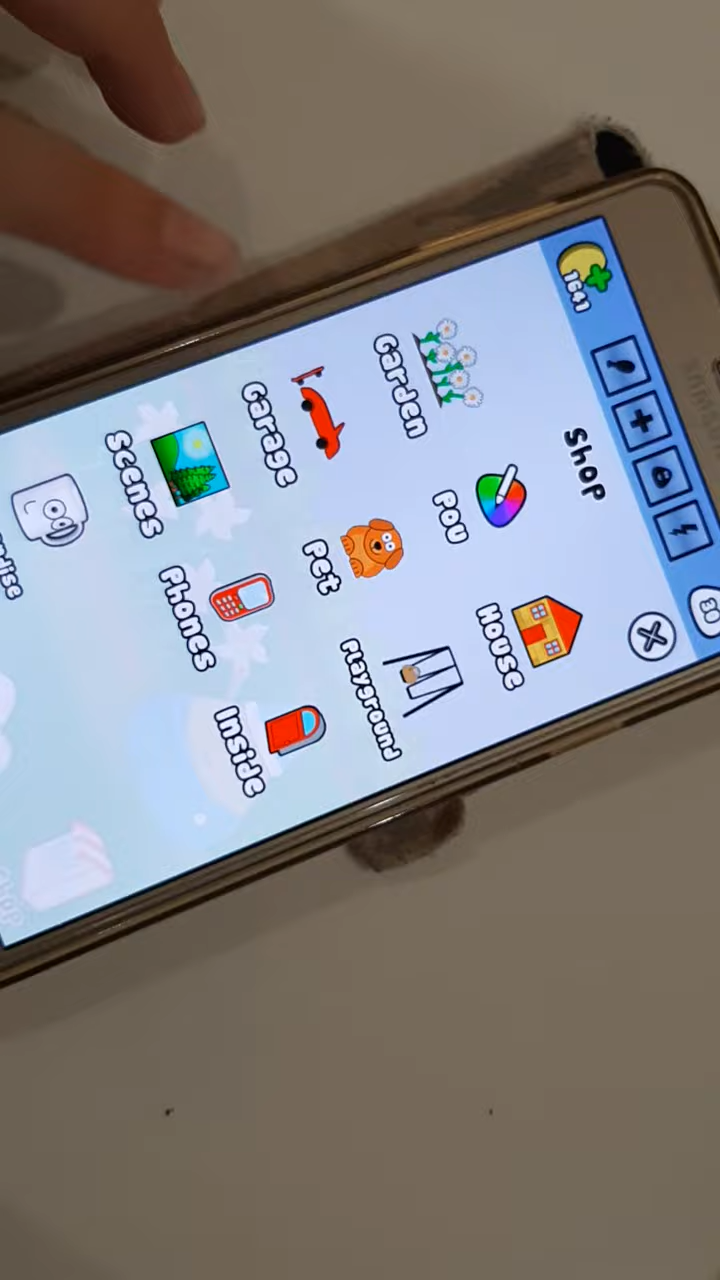 1641
30
Shop
Garden
Pou
House
Garage
Pet
Playground
Scenes
Phones
Inside